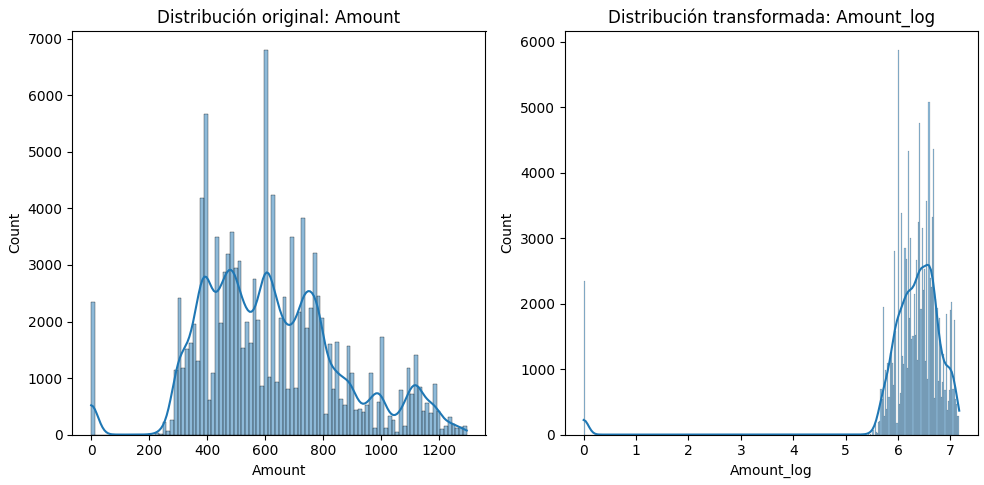 Distribución original: Amount
7000
6000
5000
4000
3000
2000
1000
0
Count
0 200 400 600 800 1000 1200
Amount
Distribución transformada: Amount_log
6000
5000
4000
3000
2000
1000
0
Count
0 1 2 3 4 5 6 7
Amount_log